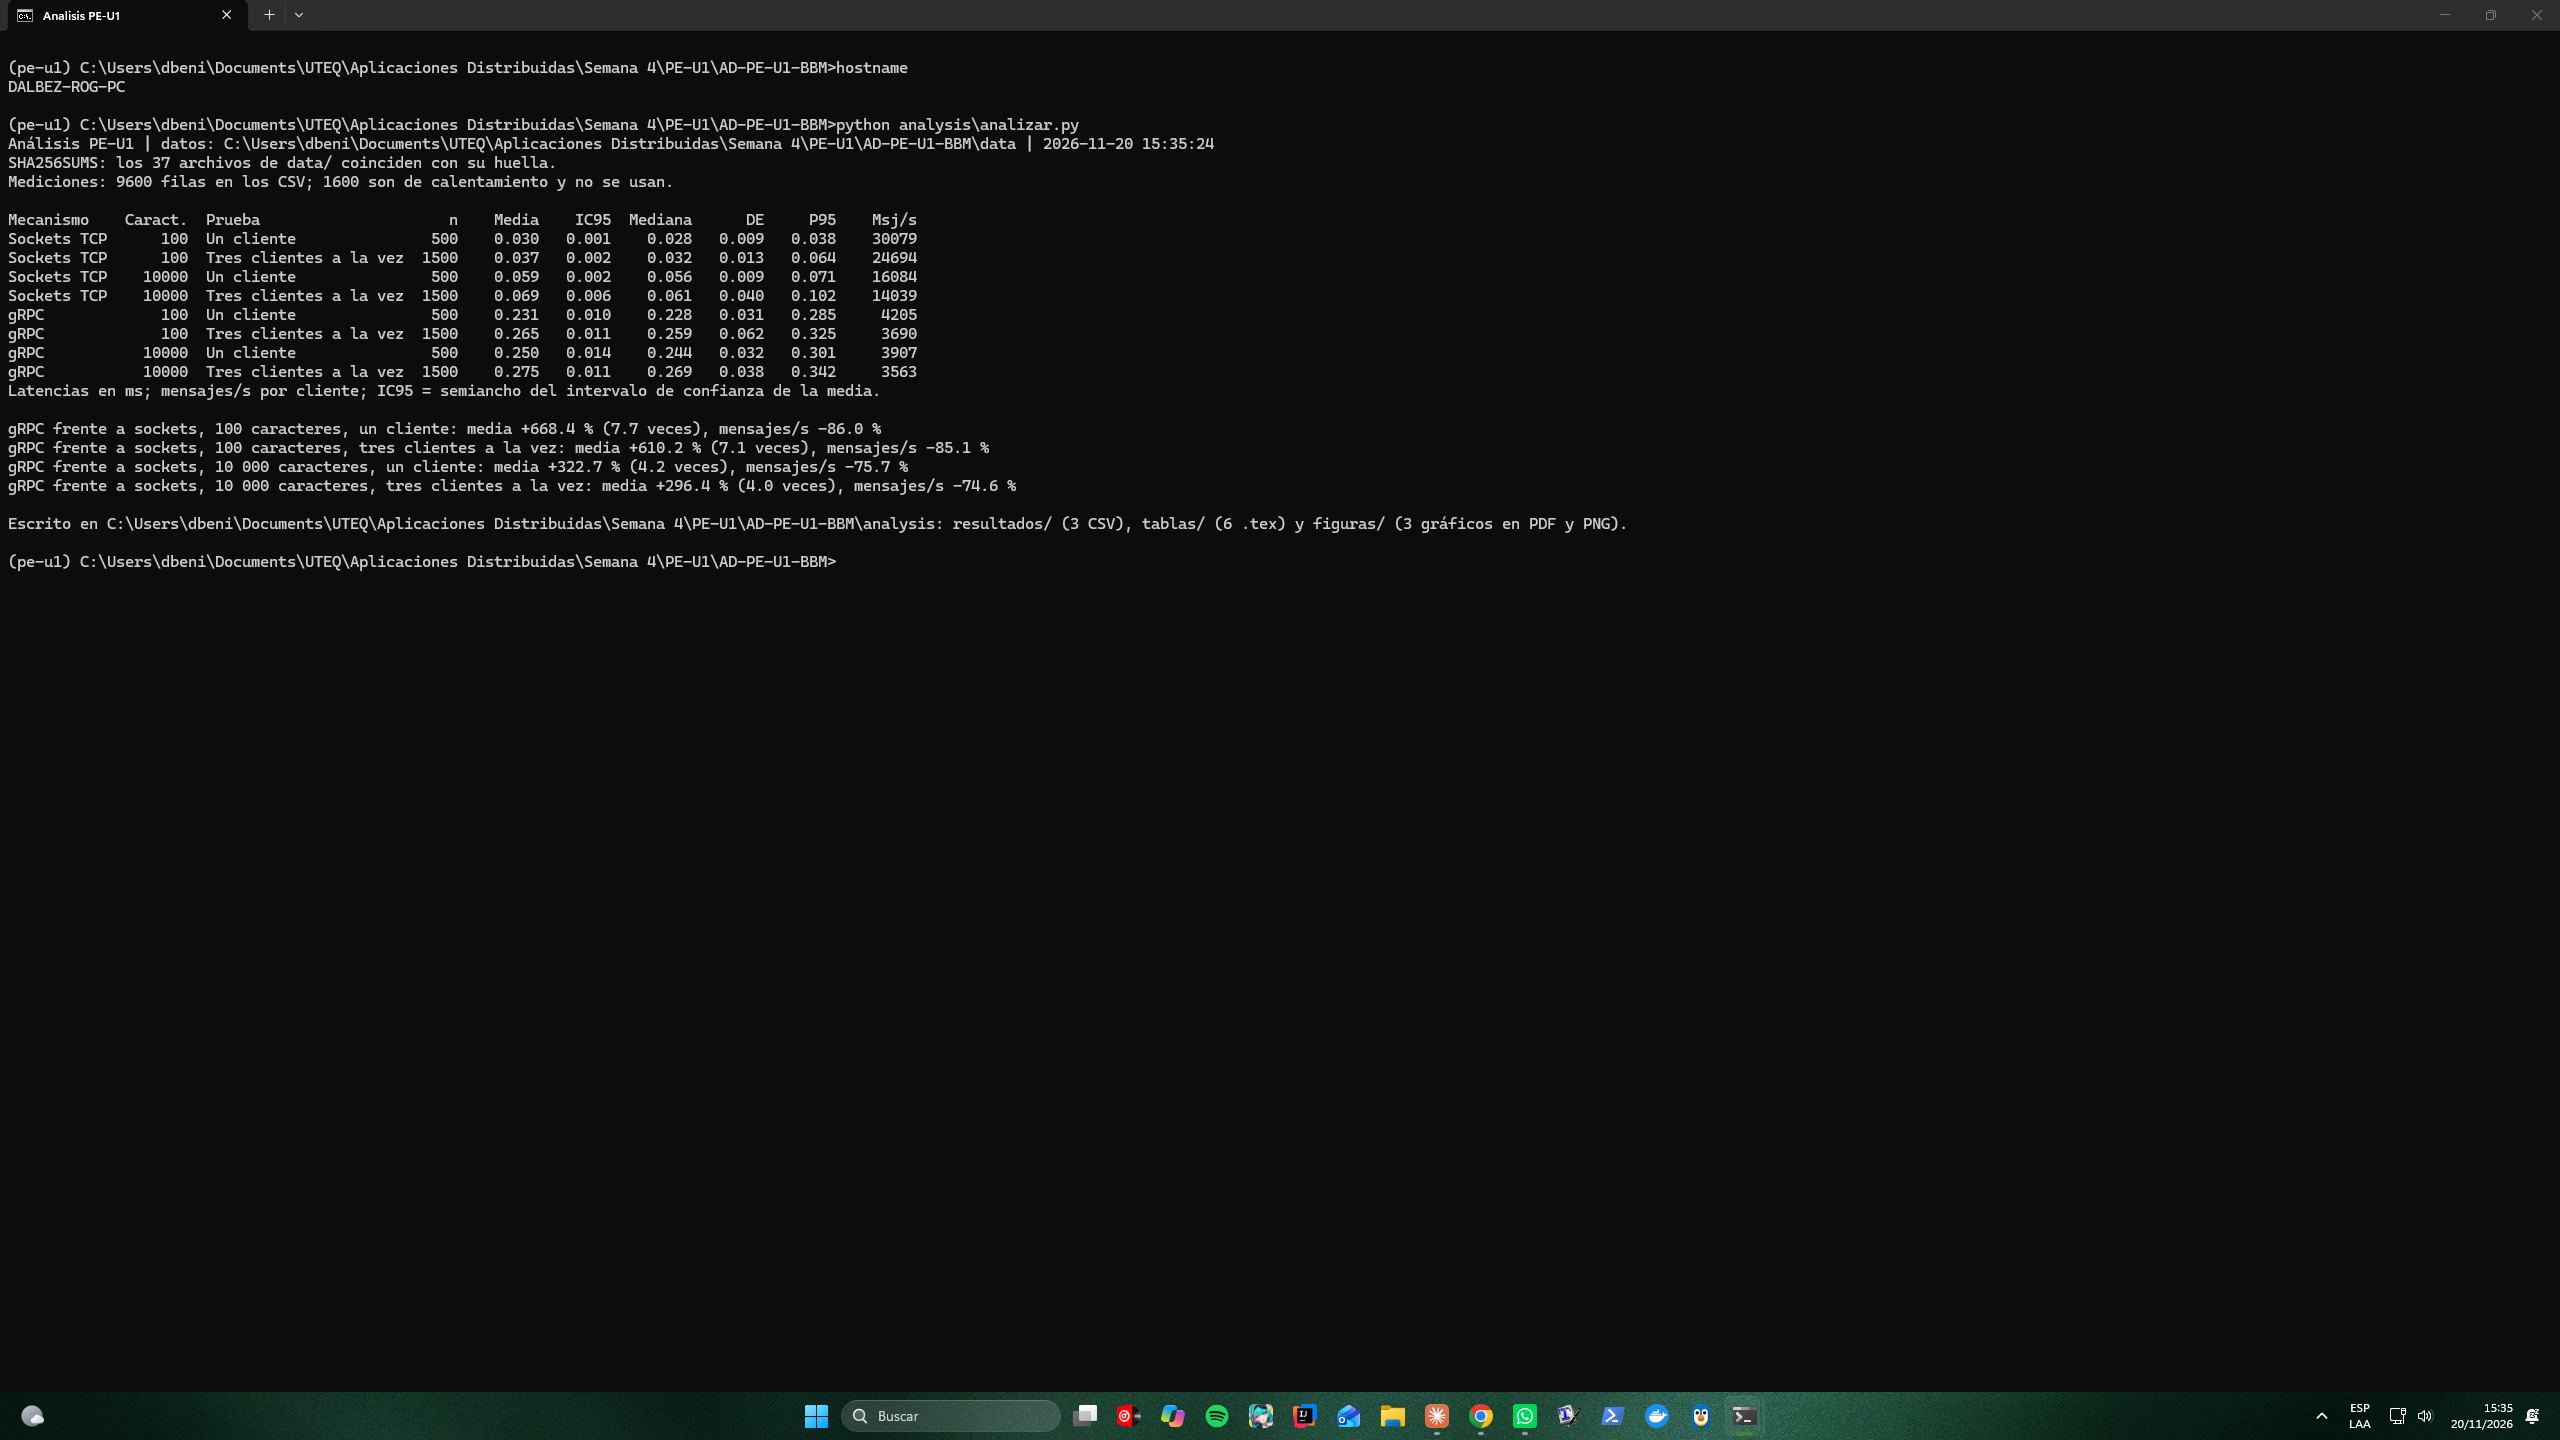 Analisis PE-U1
(pe-u1) C:\Users\dbeni\Documents\UTEQ\Aplicaciones Distribuidas\Semana 4\PE-U1\AD-PE-U1-BBM>hostname
DALBEZ-ROG-PC
(pe-u1) C:\Users\dbeni\Documents\UTEQ\Aplicaciones Distribuidas\Semana 4\PE-U1\AD-PE-U1-BBM>python analysis\analizar.py
Análisis PE-U1 | datos: C:\Users\dbeni\Documents\UTEQ\Aplicaciones Distribuidas\Semana 4\PE-U1\AD-PE-U1-BBM\data | 2026-11-20 15:35:24
SHA256SUMS: los 37 archivos de data/ coinciden con su huella.
Mediciones: 9600 filas en los CSV; 1600 son de calentamiento y no se usan.
Mecanismo    Caract.  Prueba                     n    Media    IC95  Mediana      DE     P95    Msj/s
Sockets TCP      100  Un cliente               500    0.030   0.001    0.028   0.009   0.038    30079
Sockets TCP      100  Tres clientes a la vez  1500    0.037   0.002    0.032   0.013   0.064    24694
Sockets TCP    10000  Un cliente               500    0.059   0.002    0.056   0.009   0.071    16084
Sockets TCP    10000  Tres clientes a la vez  1500    0.069   0.006    0.061   0.040   0.102    14039
gRPC             100  Un cliente               500    0.231   0.010    0.228   0.031   0.285     4205
gRPC             100  Tres clientes a la vez  1500    0.265   0.011    0.259   0.062   0.325     3690
gRPC           10000  Un cliente               500    0.250   0.014    0.244   0.032   0.301     3907
gRPC           10000  Tres clientes a la vez  1500    0.275   0.011    0.269   0.038   0.342     3563
Latencias en ms; mensajes/s por cliente; IC95 = semiancho del intervalo de confianza de la media.
gRPC frente a sockets, 100 caracteres, un cliente: media +668.4 % (7.7 veces), mensajes/s -86.0 %
gRPC frente a sockets, 100 caracteres, tres clientes a la vez: media +610.2 % (7.1 veces), mensajes/s -85.1 %
gRPC frente a sockets, 10 000 caracteres, un cliente: media +322.7 % (4.2 veces), mensajes/s -75.7 %
gRPC frente a sockets, 10 000 caracteres, tres clientes a la vez: media +296.4 % (4.0 veces), mensajes/s -74.6 %
Escrito en C:\Users\dbeni\Documents\UTEQ\Aplicaciones Distribuidas\Semana 4\PE-U1\AD-PE-U1-BBM\analysis: resultados/ (3 CSV), tablas/ (6 .tex) y figuras/ (3 gráficos en PDF y PNG).
(pe-u1) C:\Users\dbeni\Documents\UTEQ\Aplicaciones Distribuidas\Semana 4\PE-U1\AD-PE-U1-BBM>
Buscar
ESP
LAA
15:35
20/11/2026